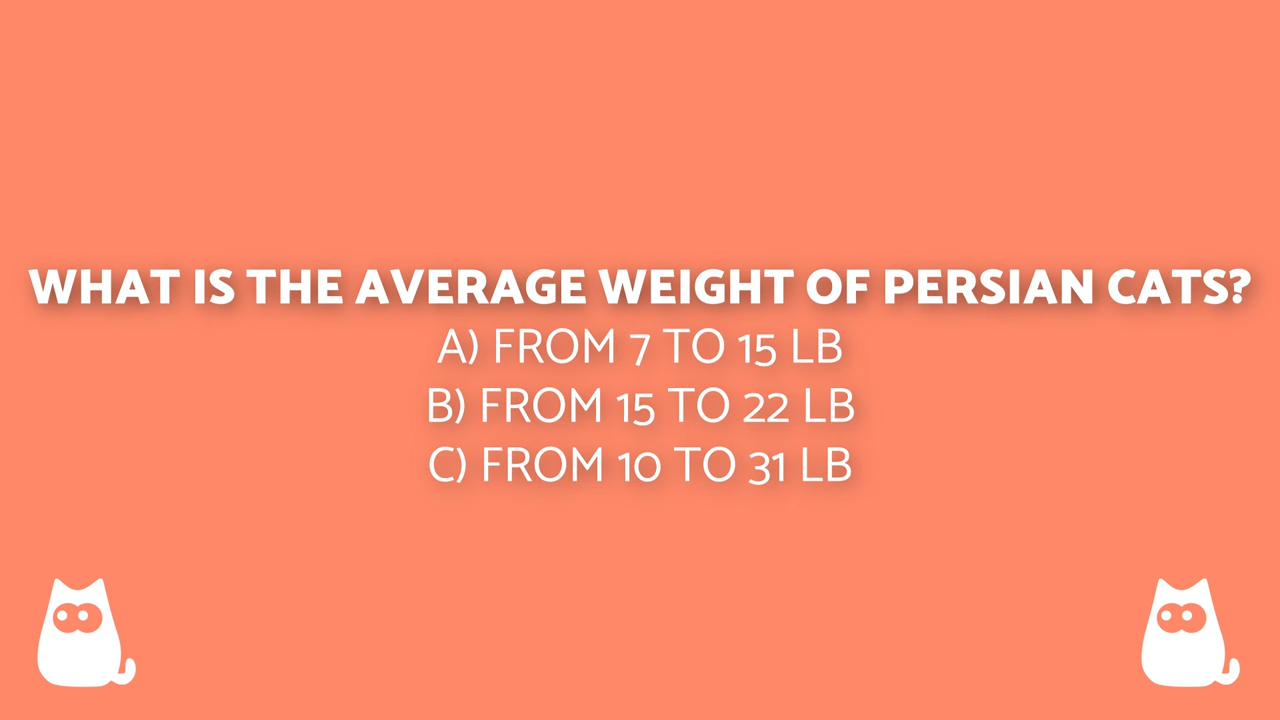 WHAT IS THE AVERAGE WEIGHT OF PERSIAN CATS?
A) FROM 7 TO 15 LB
B) FROM 15 TO 22 LB
C) FROM 10 TO 31 LB